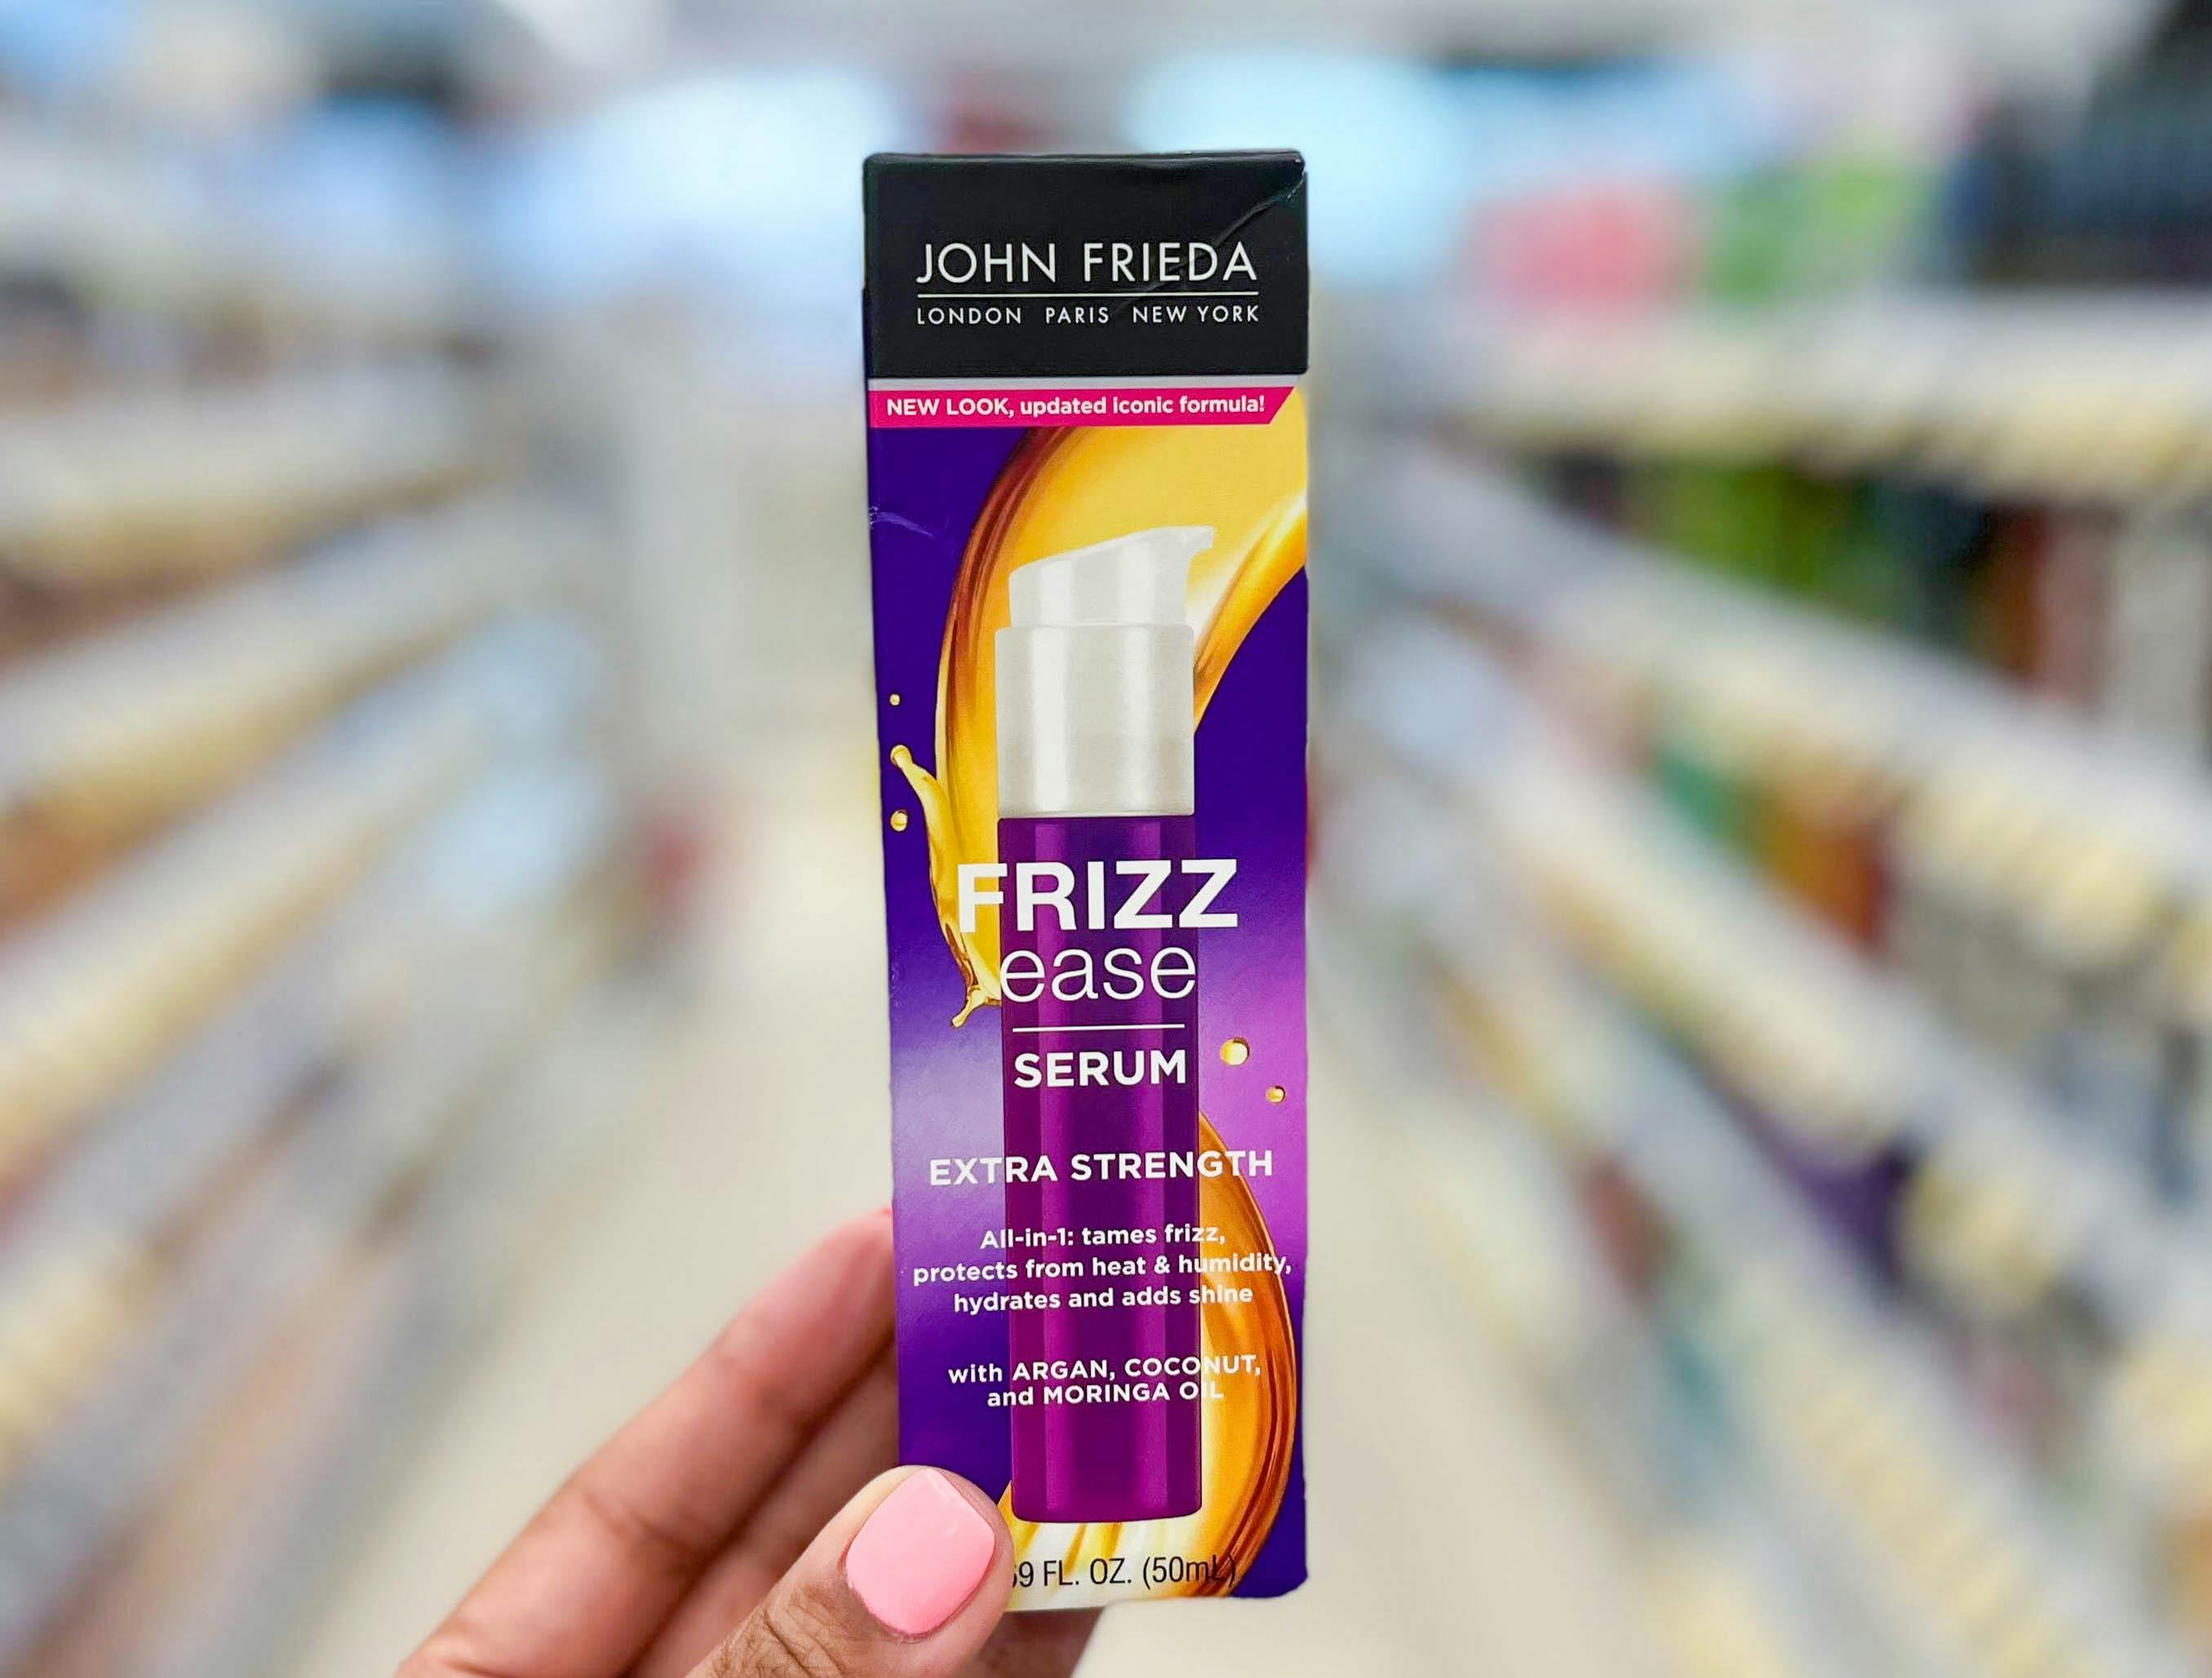 JOHN FRIEDA
LONDON PARIS NEW YORK
NEW LOOK, updated iconic formula!
FRIZZ
ease
SERUM
EXTRA STRENGTH
All-in-1: tames frizz,
protects from heat & humidity,
hydrates and adds shine
with ARGAN, COCONUT,
and MORINGA OIL
69 FL. OZ. (50mL)